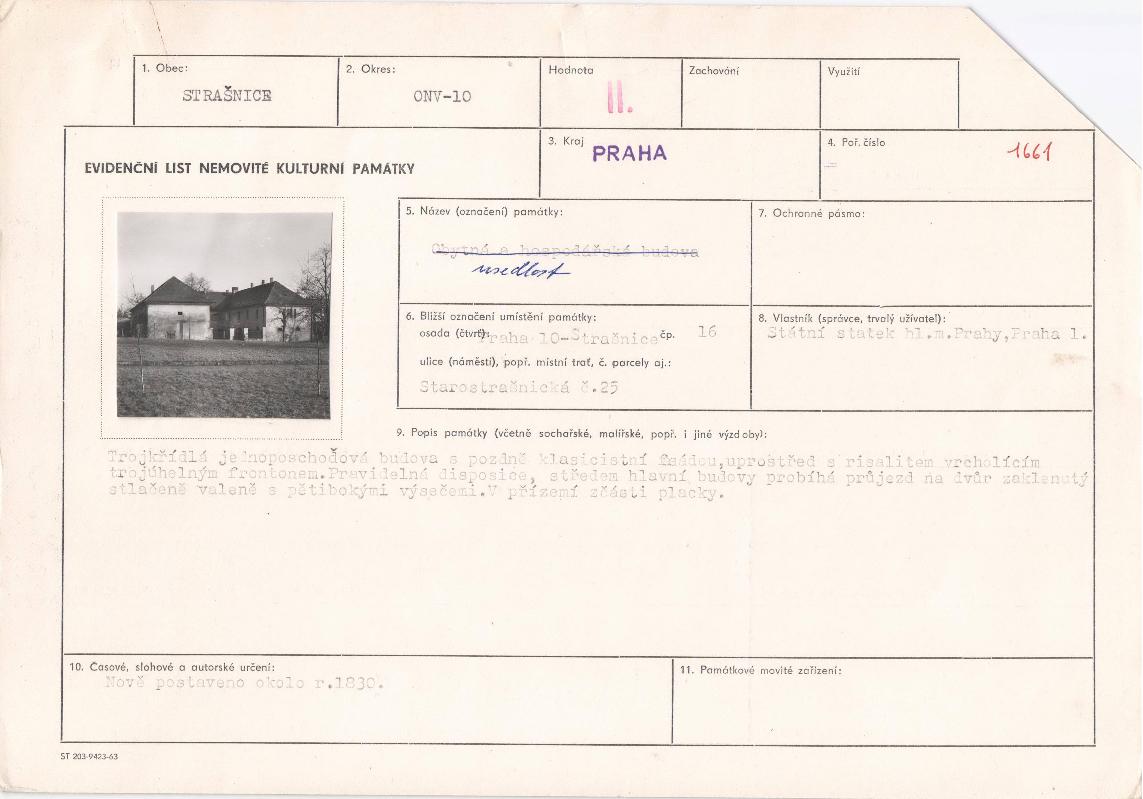 1. Obec:
STRAŠNICE
2. Okres:
ONV-10
Hodnota
II.
Zachování
Využití
EVIDENČNÍ LIST NEMOVITÉ KULTURNÍ PAMÁTKY
3. Kraj
PRAHA
4. Poř. číslo
1661
5. Název (označení) památky:
Obytná a hospodářská budova
usedlost
7. Ochranné pásmo:
6. Bližší označení umístění památky:
osada (čtvrť): Praha 10-Strašnice čp. 16
ulice (náměstí), popř. místní trať, č. parcely aj.:
Starostrašnická č.25
8. Vlastník (správce, trvalý uživatel):
Státní statek hl.m.Prahy,Praha 1.
9. Popis památky (včetně sochařské, malířské, popř. i jiné výzdoby):
Trojkřídlá jednoposchoďová budova s pozdně klasicistní fasádou,uprostřed s risalitem vrcholícím
trojúhelným frontonem.Pravidelná disposice, středem hlavní budovy probíhá průjezd na dvůr zaklenutý
stlačeně valeně s pětibokými výsečemi.V přízemí zčásti placky.
10. Časové, slohové a autorské určení:
Nově postaveno okolo r.1830.
11. Památkové movité zařízení:
ST 203-9423-63